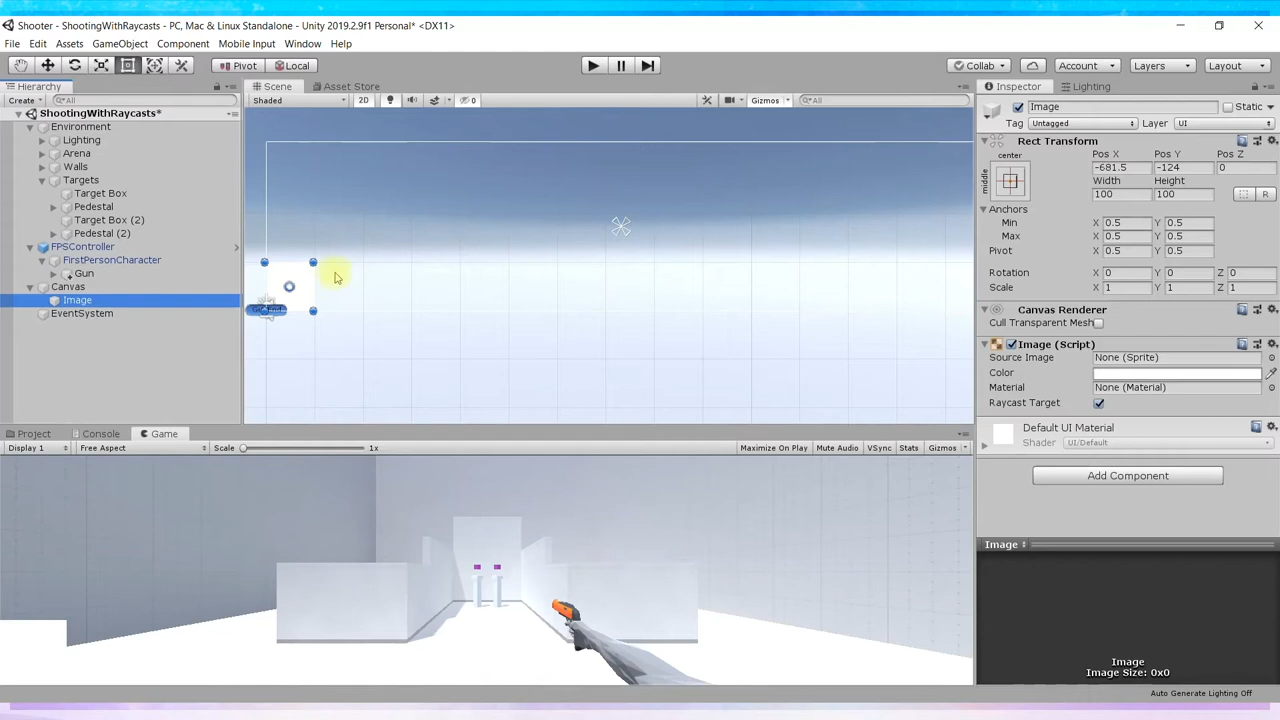 Shooter - ShootingWithRaycasts - PC, Mac & Linux Standalone - Unity 2019.2.9f1 Personal* <DX11>
File Edit Assets GameObject Component Mobile Input Window Help
Pivot Local Collab Account Layers Layout
Hierarchy Scene Asset Store Inspector Lighting
Create All Shaded 2D 0 Gizmos All
ShootingWithRaycasts*
Environment
Lighting
Arena
Walls
Targets
Target Box
Pedestal
Target Box (2)
Pedestal (2)
FPSController
FirstPersonCharacter
Gun
Canvas
Image
EventSystem
Image Static
Tag Untagged Layer UI
Rect Transform
center Pos X Pos Y Pos Z
middle -681.5 -124 0
Width Height
100 100 R
Anchors
Min X 0.5 Y 0.5
Max X 0.5 Y 0.5
Pivot X 0.5 Y 0.5
Rotation X 0 Y 0 Z 0
Scale X 1 Y 1 Z 1
Canvas Renderer
Cull Transparent Mesh
Image (Script)
Source Image None (Sprite)
Color
Material None (Material)
Raycast Target
Default UI Material
Shader UI/Default
Add Component
Project Console Game
Display 1 Free Aspect Scale 1x Maximize On Play Mute Audio VSync Stats Gizmos
Image
Image
Image Size: 0x0
Auto Generate Lighting Off